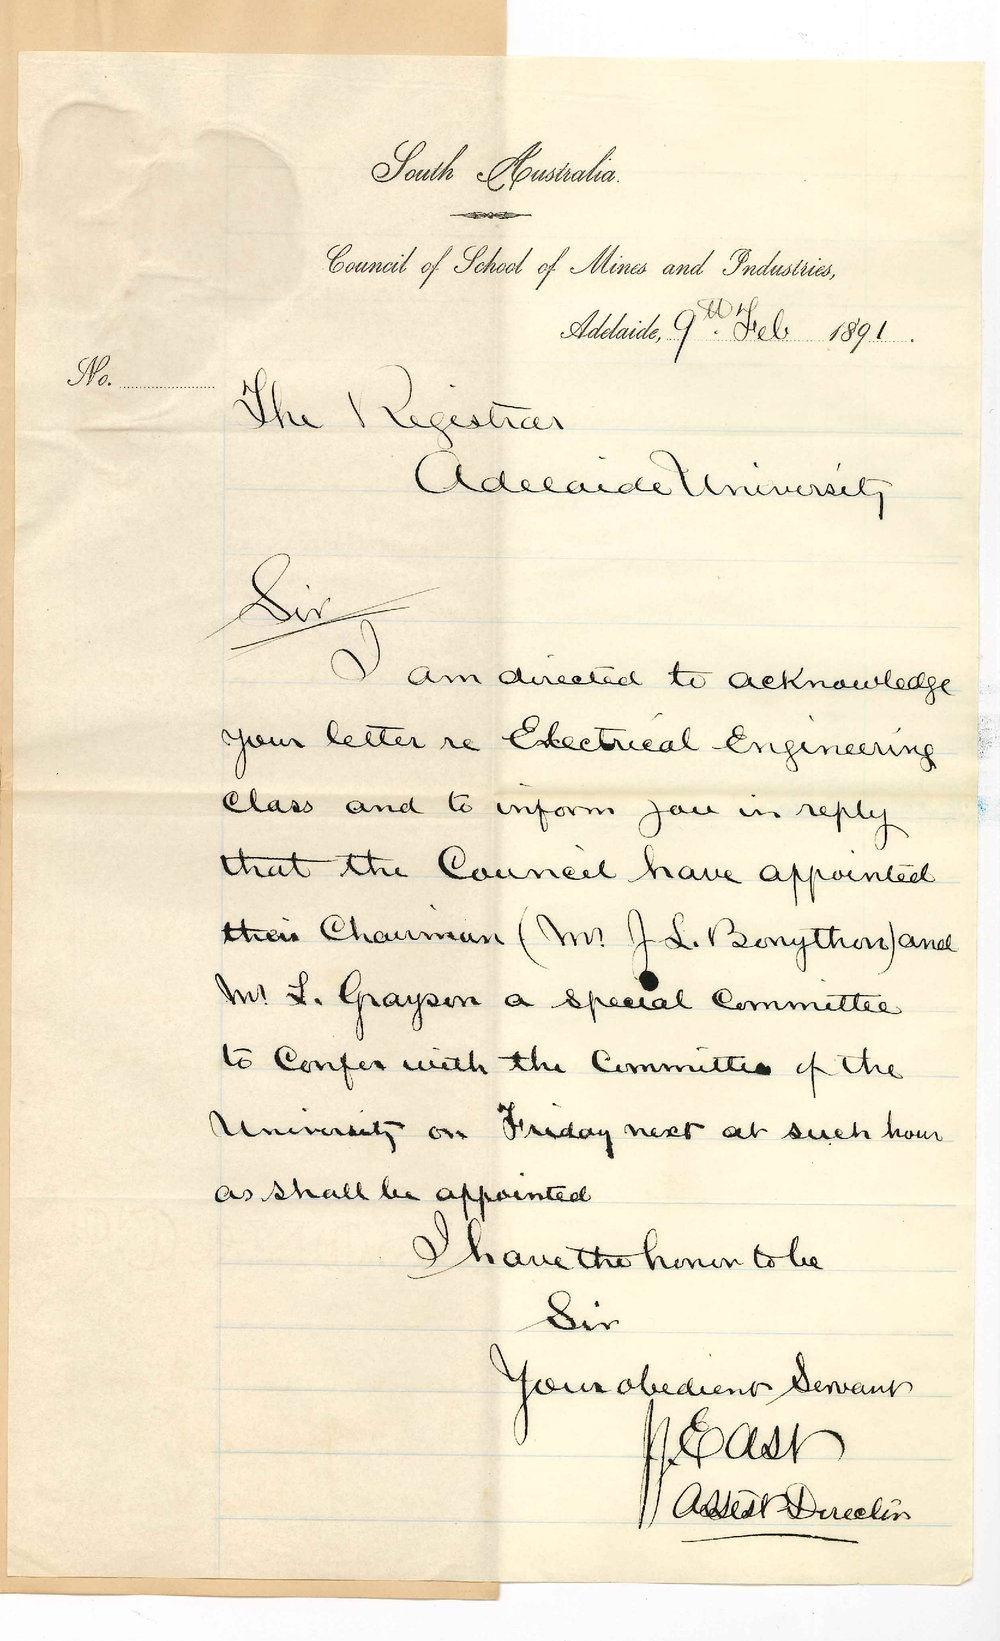 South Australia.
Council of School of Mines and Industries,
Adelaide, 9th. Feb 1891.
No.
The Registrar
Adelaide University
Sir
I am directed to acknowledge
your letter re Electrical Engineering
Class and to inform you in reply
that the Council have appointed
their Chairman (Mr J L. Bonython) and
Mr L. Grayson a special Committee
to Confer with the Committee of the
University on Friday next at such hour
as shall be appointed
I have the honor to be
Sir
Your obedient Servant
J J. East
Assist Director